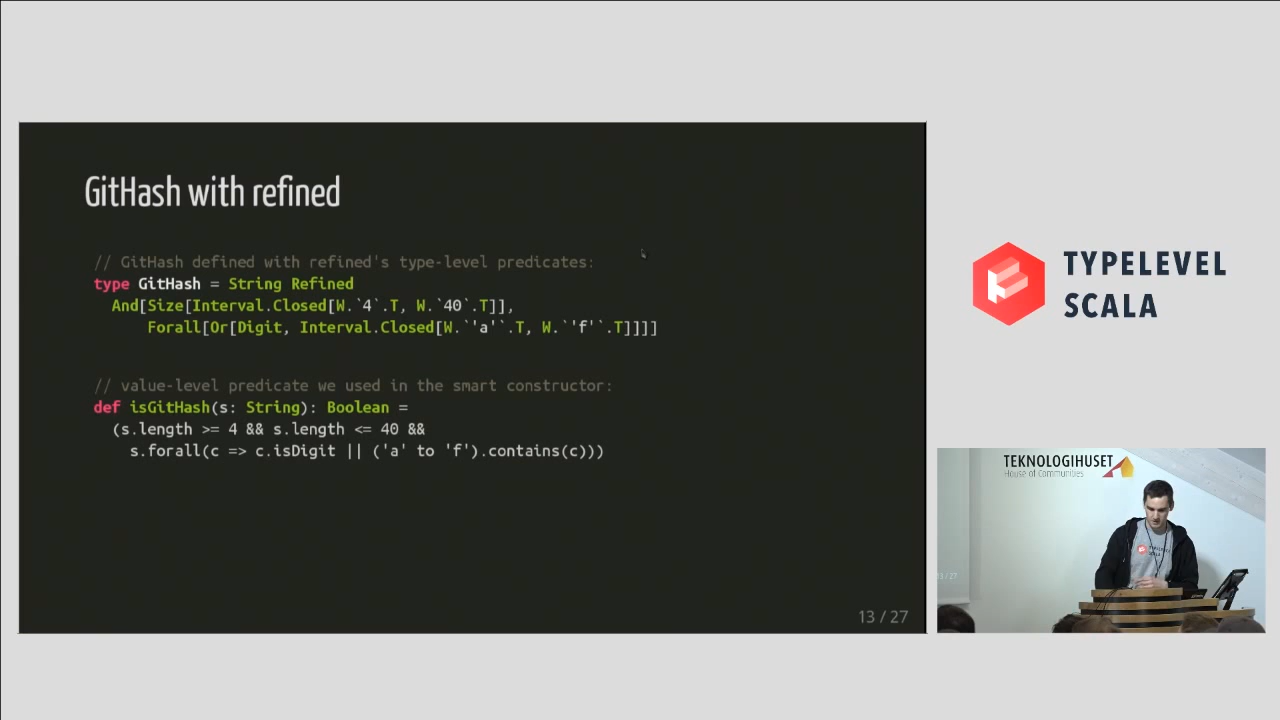 GitHash with refined
// GitHash defined with refined's type-level predicates:
type GitHash = String Refined
And[Size[Interval.Closed[W.`4`.T, W.`40`.T]],
Forall[Or[Digit, Interval.Closed[W.`'a'`.T, W.`'f'`.T]]]]
// value-level predicate we used in the smart constructor:
def isGitHash(s: String): Boolean =
(s.length >= 4 && s.length <= 40 &&
s.forall(c => c.isDigit || ('a' to 'f').contains(c)))
13 / 27
TYPELEVEL
SCALA
TEKNOLOGIHUSET
House of Communities
13 / 27